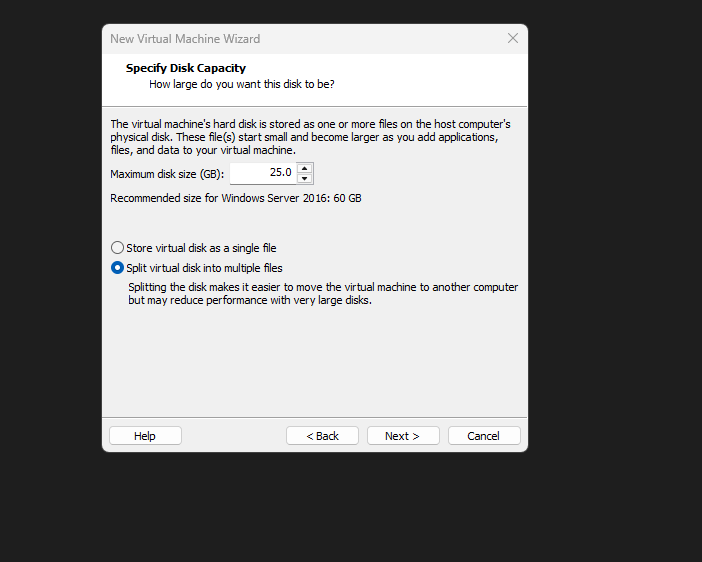 New Virtual Machine Wizard
Specify Disk Capacity
How large do you want this disk to be?
The virtual machine's hard disk is stored as one or more files on the host computer's
physical disk. These file(s) start small and become larger as you add applications,
files, and data to your virtual machine.
Maximum disk size (GB): 25.0
Recommended size for Windows Server 2016: 60 GB
Store virtual disk as a single file
Split virtual disk into multiple files
Splitting the disk makes it easier to move the virtual machine to another computer
but may reduce performance with very large disks.
Help < Back Next > Cancel